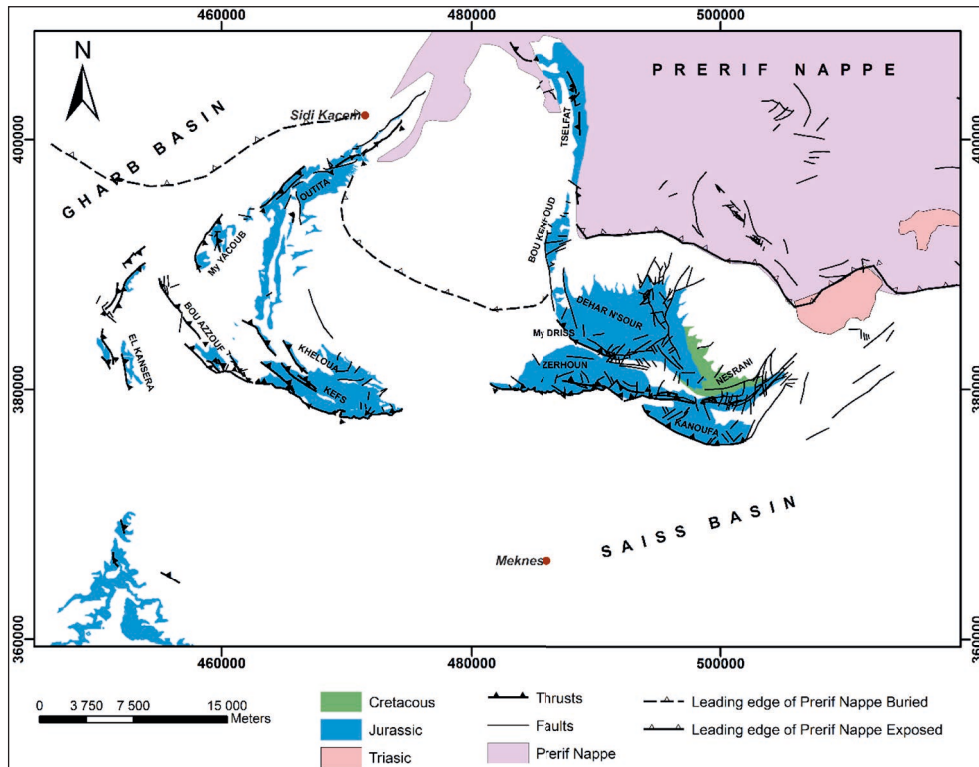 460000
480000
500000
N
PRERIF NAPPE
Sidi Kacem
GHARB BASIN
400000
400000
TSELFAT
OUTITA
BOU KENFOUD
My YACOUB
DEHAR N'SOUR
BOU AZZOUF
My DRISS
EL KANSERA
KHELOUA
ZERHOUN
NESRANI
380000
380000
KEFS
KANOUFA
SAISS BASIN
Meknes
360000
360000
460000
480000
500000
0 3 750 7 500 15 000
Meters
Cretacous
Jurassic
Triasic
Thrusts
Faults
Prerif Nappe
Leading edge of Prerif Nappe Buried
Leading edge of Prerif Nappe Exposed